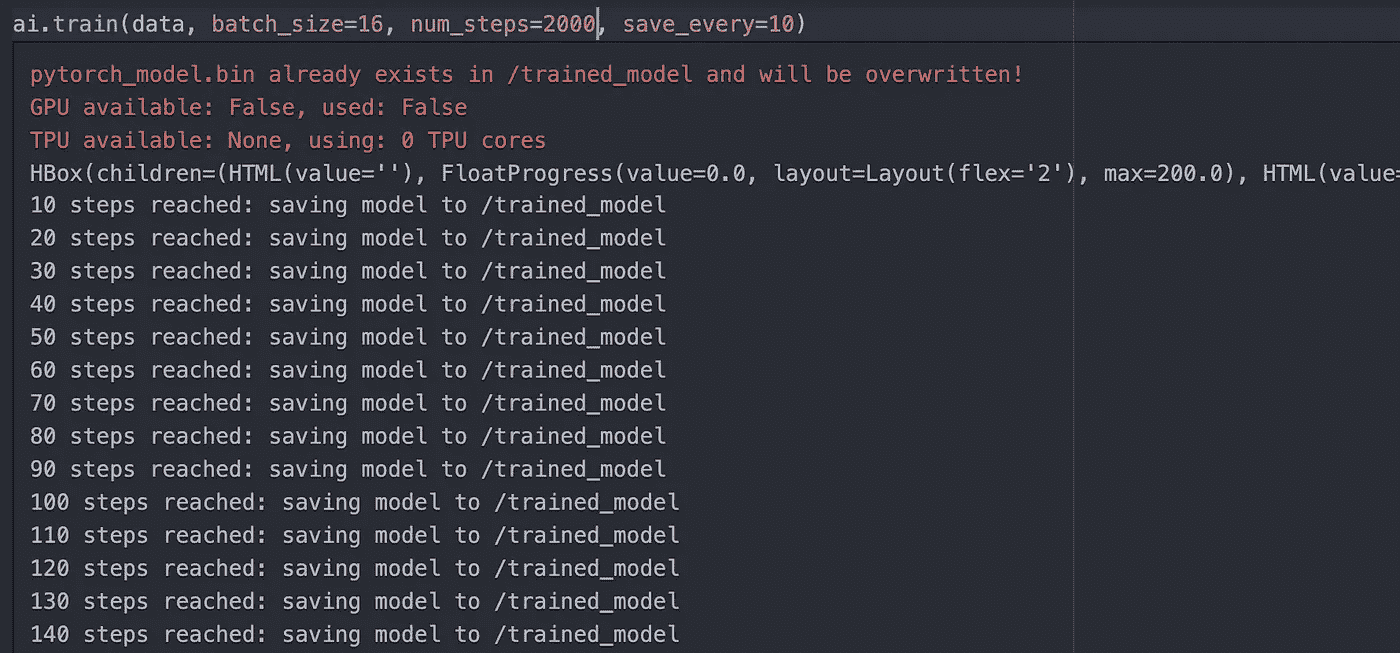 ai.train(data, batch_size=16, num_steps=2000, save_every=10)
pytorch_model.bin already exists in /trained_model and will be overwritten!
GPU available: False, used: False
TPU available: None, using: 0 TPU cores
HBox(children=(HTML(value=''), FloatProgress(value=0.0, layout=Layout(flex='2'), max=200.0), HTML(value=
10 steps reached: saving model to /trained_model
20 steps reached: saving model to /trained_model
30 steps reached: saving model to /trained_model
40 steps reached: saving model to /trained_model
50 steps reached: saving model to /trained_model
60 steps reached: saving model to /trained_model
70 steps reached: saving model to /trained_model
80 steps reached: saving model to /trained_model
90 steps reached: saving model to /trained_model
100 steps reached: saving model to /trained_model
110 steps reached: saving model to /trained_model
120 steps reached: saving model to /trained_model
130 steps reached: saving model to /trained_model
140 steps reached: saving model to /trained_model